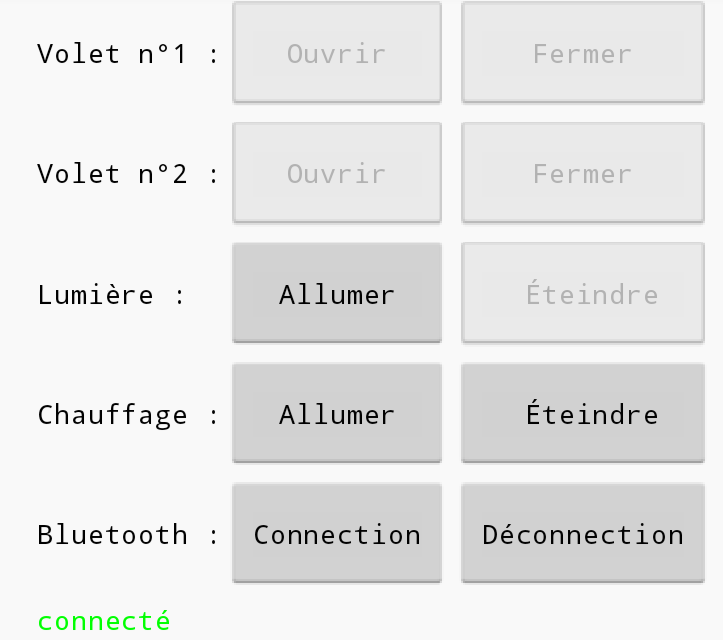 Volet n°1 : Ouvrir Fermer
Volet n°2 : Ouvrir Fermer
Lumière : Allumer Éteindre
Chauffage : Allumer Éteindre
Bluetooth : Connection Déconnection
connecté